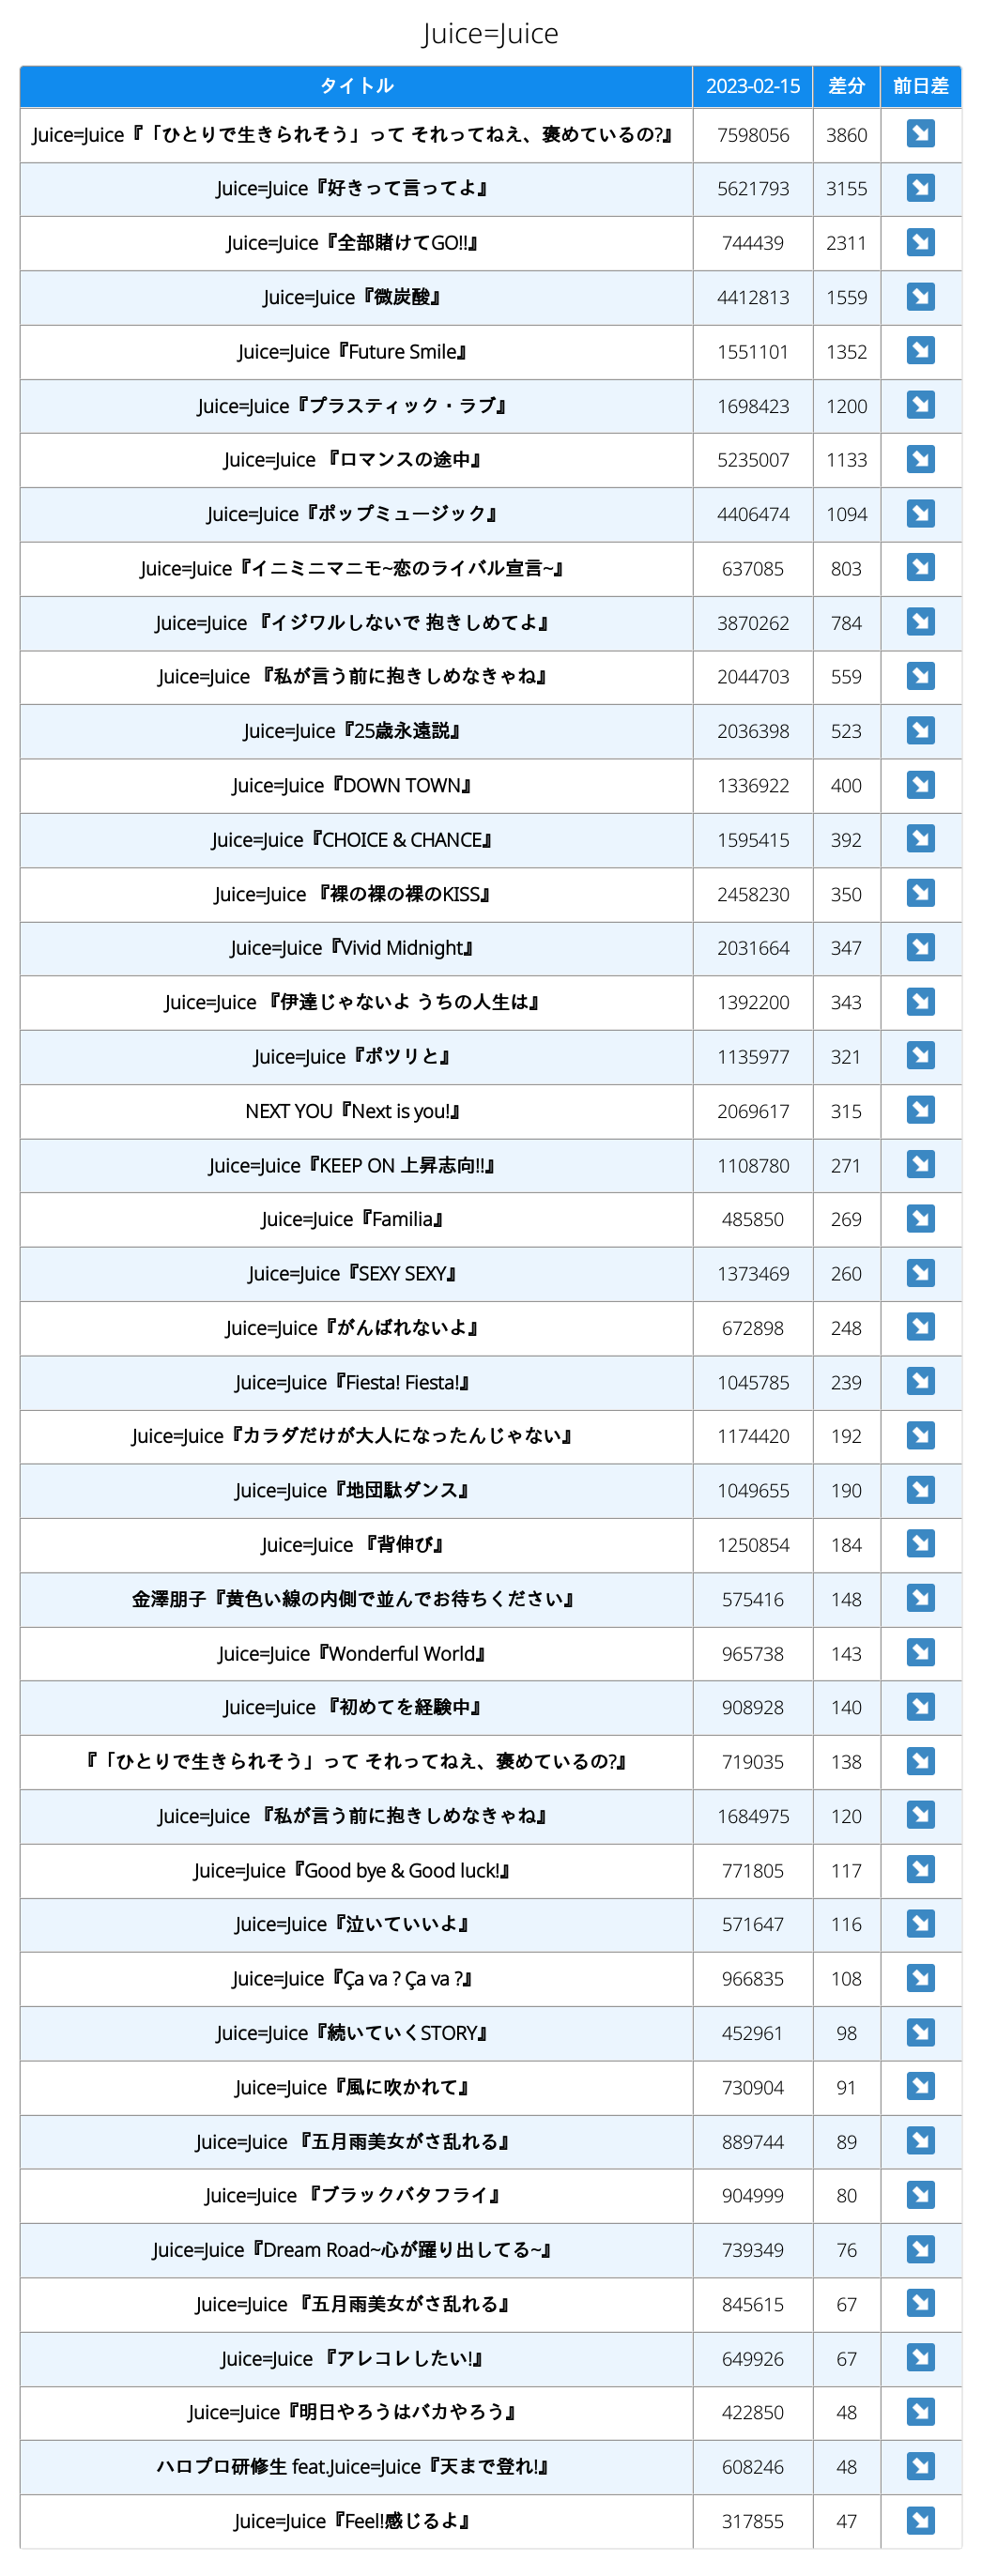 Juice=Juice
タイトル 2023-02-15 差分 前日差
Juice=Juice『「ひとりで生きられそう」って それってねえ、褒めているの?』 7598056 3860 ↘
Juice=Juice『好きって言ってよ』 5621793 3155 ↘
Juice=Juice『全部賭けてGO!!』 744439 2311 ↘
Juice=Juice『微炭酸』 4412813 1559 ↘
Juice=Juice『Future Smile』 1551101 1352 ↘
Juice=Juice『プラスティック・ラブ』 1698423 1200 ↘
Juice=Juice 『ロマンスの途中』 5235007 1133 ↘
Juice=Juice『ポップミュージック』 4406474 1094 ↘
Juice=Juice『イニミニマニモ~恋のライバル宣言~』 637085 803 ↘
Juice=Juice 『イジワルしないで 抱きしめてよ』 3870262 784 ↘
Juice=Juice 『私が言う前に抱きしめなきゃね』 2044703 559 ↘
Juice=Juice『25歳永遠説』 2036398 523 ↘
Juice=Juice『DOWN TOWN』 1336922 400 ↘
Juice=Juice『CHOICE & CHANCE』 1595415 392 ↘
Juice=Juice 『裸の裸の裸のKISS』 2458230 350 ↘
Juice=Juice『Vivid Midnight』 2031664 347 ↘
Juice=Juice 『伊達じゃないよ うちの人生は』 1392200 343 ↘
Juice=Juice『ポツリと』 1135977 321 ↘
NEXT YOU『Next is you!』 2069617 315 ↘
Juice=Juice『KEEP ON 上昇志向!!』 1108780 271 ↘
Juice=Juice『Familia』 485850 269 ↘
Juice=Juice『SEXY SEXY』 1373469 260 ↘
Juice=Juice『がんばれないよ』 672898 248 ↘
Juice=Juice『Fiesta! Fiesta!』 1045785 239 ↘
Juice=Juice『カラダだけが大人になったんじゃない』 1174420 192 ↘
Juice=Juice『地団駄ダンス』 1049655 190 ↘
Juice=Juice 『背伸び』 1250854 184 ↘
金澤朋子『黄色い線の内側で並んでお待ちください』 575416 148 ↘
Juice=Juice『Wonderful World』 965738 143 ↘
Juice=Juice 『初めてを経験中』 908928 140 ↘
『「ひとりで生きられそう」って それってねえ、褒めているの?』 719035 138 ↘
Juice=Juice 『私が言う前に抱きしめなきゃね』 1684975 120 ↘
Juice=Juice『Good bye & Good luck!』 771805 117 ↘
Juice=Juice『泣いていいよ』 571647 116 ↘
Juice=Juice『Ça va ? Ça va ?』 966835 108 ↘
Juice=Juice『続いていくSTORY』 452961 98 ↘
Juice=Juice『風に吹かれて』 730904 91 ↘
Juice=Juice 『五月雨美女がさ乱れる』 889744 89 ↘
Juice=Juice 『ブラックバタフライ』 904999 80 ↘
Juice=Juice『Dream Road~心が躍り出してる~』 739349 76 ↘
Juice=Juice 『五月雨美女がさ乱れる』 845615 67 ↘
Juice=Juice 『アレコレしたい!』 649926 67 ↘
Juice=Juice『明日やろうはバカやろう』 422850 48 ↘
ハロプロ研修生 feat.Juice=Juice『天まで登れ!』 608246 48 ↘
Juice=Juice『Feel!感じるよ』 317855 47 ↘